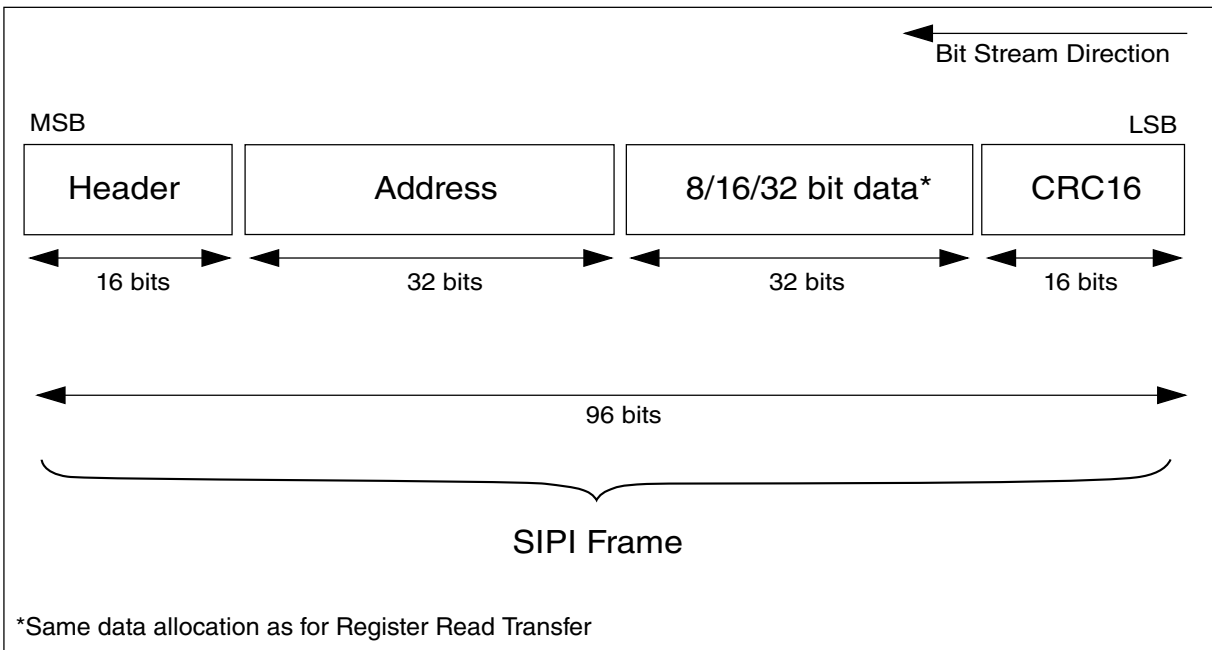 Bit Stream Direction
MSB
LSB
Header
Address
8/16/32 bit data*
CRC16
16 bits
32 bits
32 bits
16 bits
96 bits
SIPI Frame
*Same data allocation as for Register Read Transfer